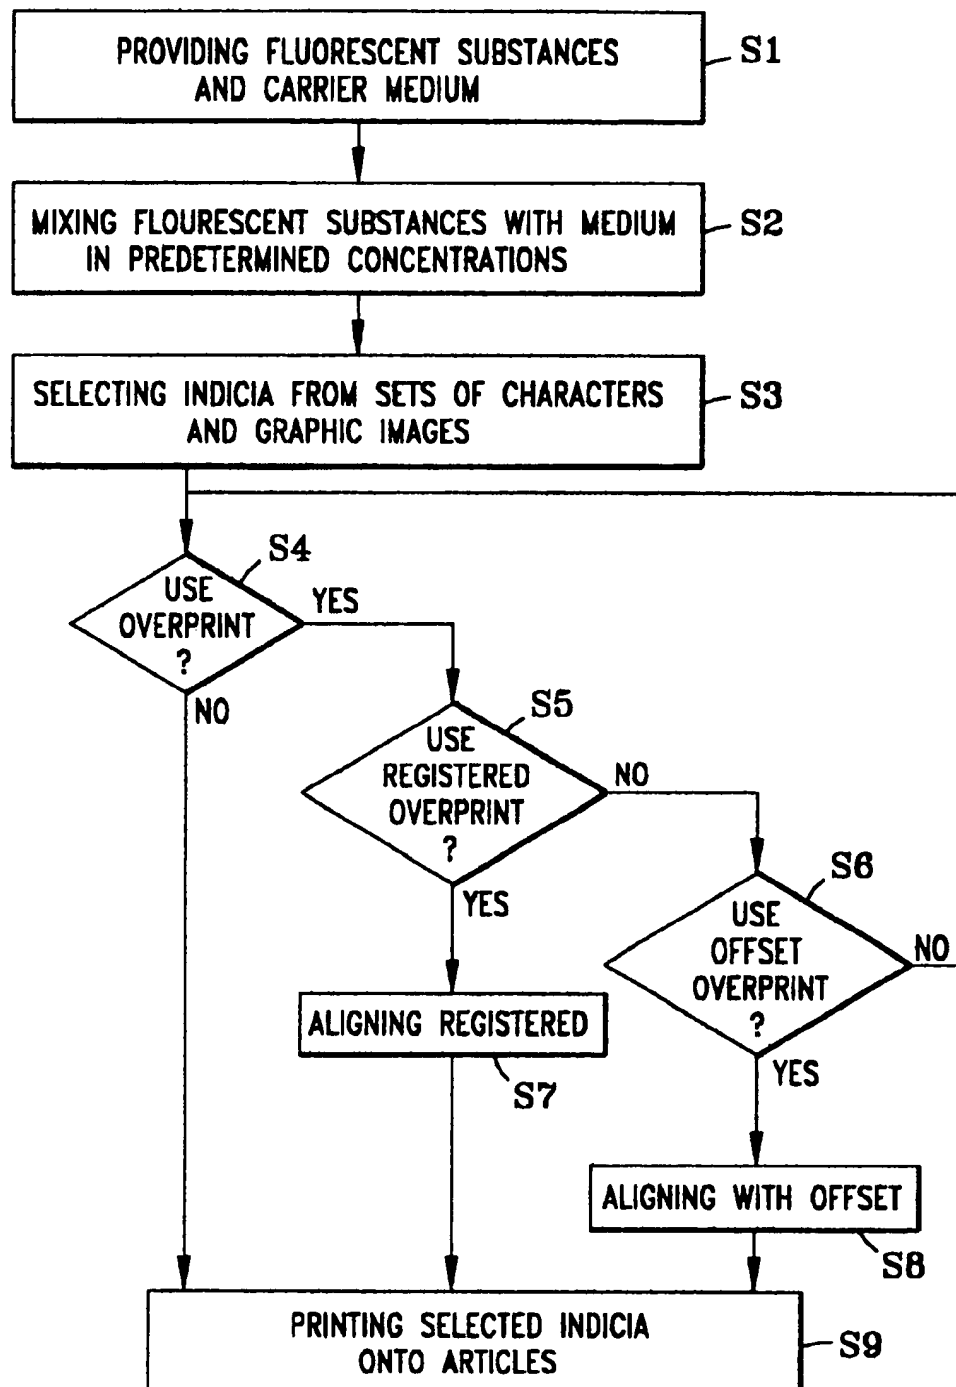 PROVIDING FLUORESCENT SUBSTANCES
AND CARRIER MEDIUM
S1
MIXING FLOURESCENT SUBSTANCES WITH MEDIUM
IN PREDETERMINED CONCENTRATIONS
S2
SELECTING INDICIA FROM SETS OF CHARACTERS
AND GRAPHIC IMAGES
S3
S4
USE
OVERPRINT
?
YES
NO
S5
USE
REGISTERED
OVERPRINT
?
NO
YES
S6
USE
OFFSET
OVERPRINT
?
NO
YES
ALIGNING REGISTERED
S7
ALIGNING WITH OFFSET
S8
PRINTING SELECTED INDICIA
ONTO ARTICLES
S9